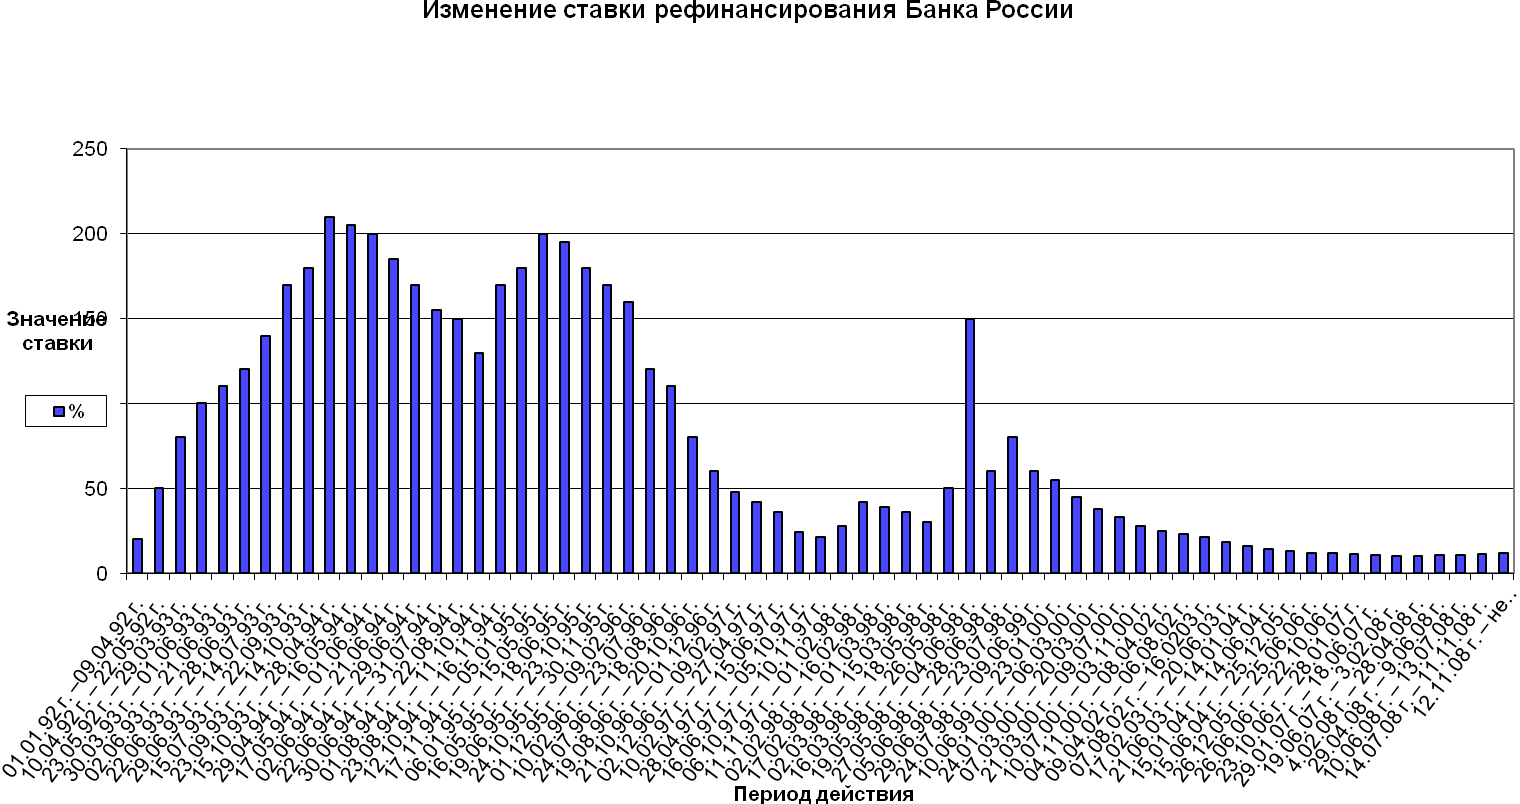 Изменение ставки рефинансирования Банка России
250
200
150
50
0
Значение
ставки
%
01.01.92 г. –09.04.92 г.
10.04.92 г. – 22.05.92 г.
23.05.92 г. – 29.03.93 г.
30.03.93 г. – 01.06.93 г.
02.06.93 г. – 21.06.93 г.
22.06.93 г. – 28.06.93 г.
29.06.93 г. – 14.07.93 г.
15.07.93 г. – 22.09.93 г.
23.09.93 г. – 14.10.93 г.
15.10.93 г. – 28.04.94 г.
29.04.94 г. – 16.05.94 г.
17.05.94 г. – 01.06.94 г.
02.06.94 г. – 21.06.94 г.
22.06.94 г. – 29.06.94 г.
30.06.94 г. – 31.07.94 г.
01.08.94 г. – 22.08.94 г.
23.08.94 г. – 11.10.94 г.
12.10.94 г. – 16.11.94 г.
17.11.94 г. – 05.01.95 г.
06.01.95 г. – 15.05.95 г.
16.05.95 г. – 18.06.95 г.
19.06.95 г. – 23.10.95 г.
24.10.95 г. – 30.11.95 г.
01.12.95 г. – 09.02.96 г.
10.02.96 г. – 23.07.96 г.
24.07.96 г. – 18.08.96 г.
19.08.96 г. – 20.10.96 г.
21.10.96 г. – 01.12.96 г.
02.12.96 г. – 09.02.97 г.
10.02.97 г. – 27.04.97 г.
28.04.97 г. – 15.06.97 г.
16.06.97 г. – 05.10.97 г.
06.10.97 г. – 10.11.97 г.
11.11.97 г. – 01.02.98 г.
02.02.98 г. – 16.02.98 г.
17.02.98 г. – 01.03.98 г.
02.03.98 г. – 15.03.98 г.
16.03.98 г. – 18.05.98 г.
19.05.98 г. – 26.05.98 г.
27.05.98 г. – 04.06.98 г.
05.06.98 г. – 28.06.98 г.
29.06.98 г. – 23.07.98 г.
24.07.98 г. – 09.06.99 г.
10.06.99 г. – 23.01.00 г.
24.01.00 г. – 06.03.00 г.
07.03.00 г. – 20.03.00 г.
21.03.00 г. – 09.07.00 г.
10.07.00 г. – 03.11.00 г.
04.11.00 г. – 08.04.02 г.
09.04.02 г. – 06.08.02 г.
07.08.02 г. – 16.0203 г.
17.02.03 г. – 20.06.03 г.
21.06.03 г. – 14.01.04 г.
15.01.04 г. – 14.06.04 г.
15.06.04 г. – 25.12.05 г.
26.12.05 г. – 25.06.06 г.
26.06.06 г. – 22.10.06 г.
23.10.06 г. – 28.01.07 г.
29.01.07 г. – 18.06.07 г.
19.06.07 г – 3.02.08г.
4.02.08 г. – 28.04.08 г.
29.04.08 г. – 9.06.08 г.
10.06.08 г. – 13.07.08 г.
14.07.08 г. – 11.11.08 г.
12.11.08 г. – не..
Период действия